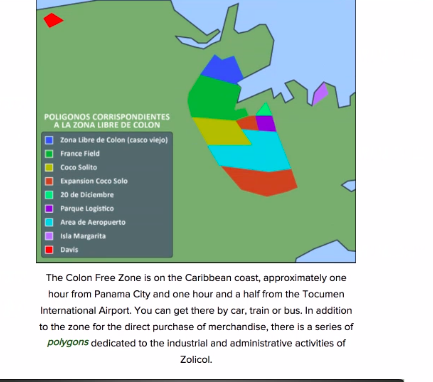 POLIGONOS CORRESPONDIENTES
A LA ZONA LIBRE DE COLON
Zona Libre de Colon (casco viejo)
France Field
Coco Solito
Expansion Coco Solo
20 de Diciembre
Parque Logistico
Area de Aeropuerto
Isla Margarita
Davis
The Colon Free Zone is on the Caribbean coast, approximately one
hour from Panama City and one hour and a half from the Tocumen
International Airport. You can get there by car, train or bus. In addition
to the zone for the direct purchase of merchandise, there is a series of
polygons dedicated to the industrial and administrative activities of
Zolicol.